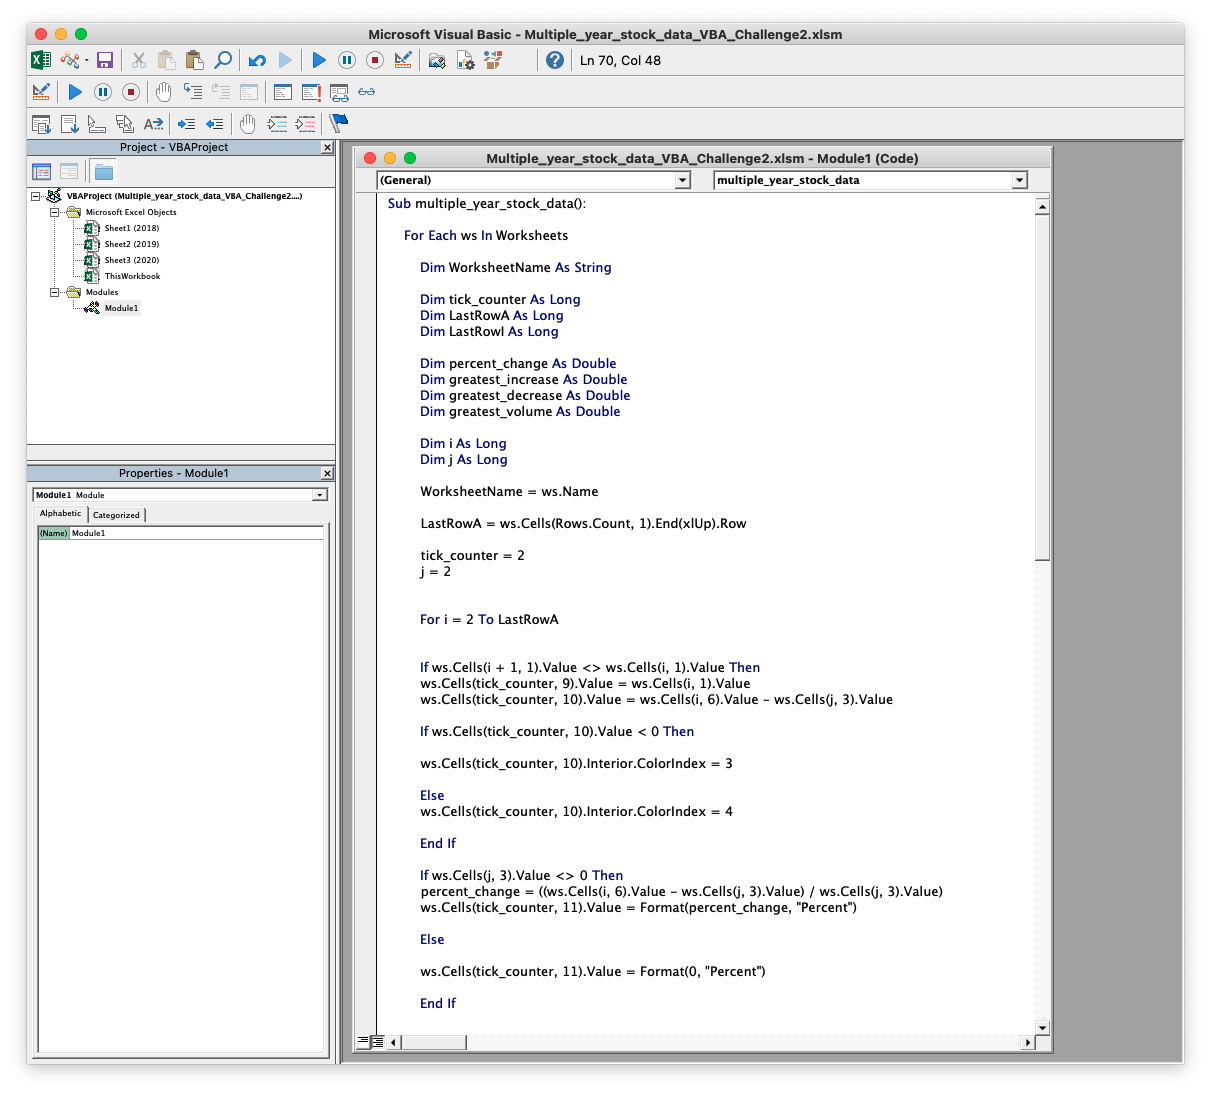 Microsoft Visual Basic - Multiple_year_stock_data_VBA_Challenge2.xlsm
Ln 70, Col 48
Project - VBAProject
VBAProject (Multiple_year_stock_data_VBA_Challenge2....)
Microsoft Excel Objects
Sheet1 (2018)
Sheet2 (2019)
Sheet3 (2020)
ThisWorkbook
Modules
Module1
Properties - Module1
Module1 Module
Alphabetic Categorized
(Name) Module1
Multiple_year_stock_data_VBA_Challenge2.xlsm - Module1 (Code)
(General) multiple_year_stock_data
Sub multiple_year_stock_data():
For Each ws In Worksheets
Dim WorksheetName As String
Dim tick_counter As Long
Dim LastRowA As Long
Dim LastRowI As Long
Dim percent_change As Double
Dim greatest_increase As Double
Dim greatest_decrease As Double
Dim greatest_volume As Double
Dim i As Long
Dim j As Long
WorksheetName = ws.Name
LastRowA = ws.Cells(Rows.Count, 1).End(xlUp).Row
tick_counter = 2
j = 2
For i = 2 To LastRowA
If ws.Cells(i + 1, 1).Value <> ws.Cells(i, 1).Value Then
ws.Cells(tick_counter, 9).Value = ws.Cells(i, 1).Value
ws.Cells(tick_counter, 10).Value = ws.Cells(i, 6).Value - ws.Cells(j, 3).Value
If ws.Cells(tick_counter, 10).Value < 0 Then
ws.Cells(tick_counter, 10).Interior.ColorIndex = 3
Else
ws.Cells(tick_counter, 10).Interior.ColorIndex = 4
End If
If ws.Cells(j, 3).Value <> 0 Then
percent_change = ((ws.Cells(i, 6).Value - ws.Cells(j, 3).Value) / ws.Cells(j, 3).Value)
ws.Cells(tick_counter, 11).Value = Format(percent_change, "Percent")
Else
ws.Cells(tick_counter, 11).Value = Format(0, "Percent")
End If